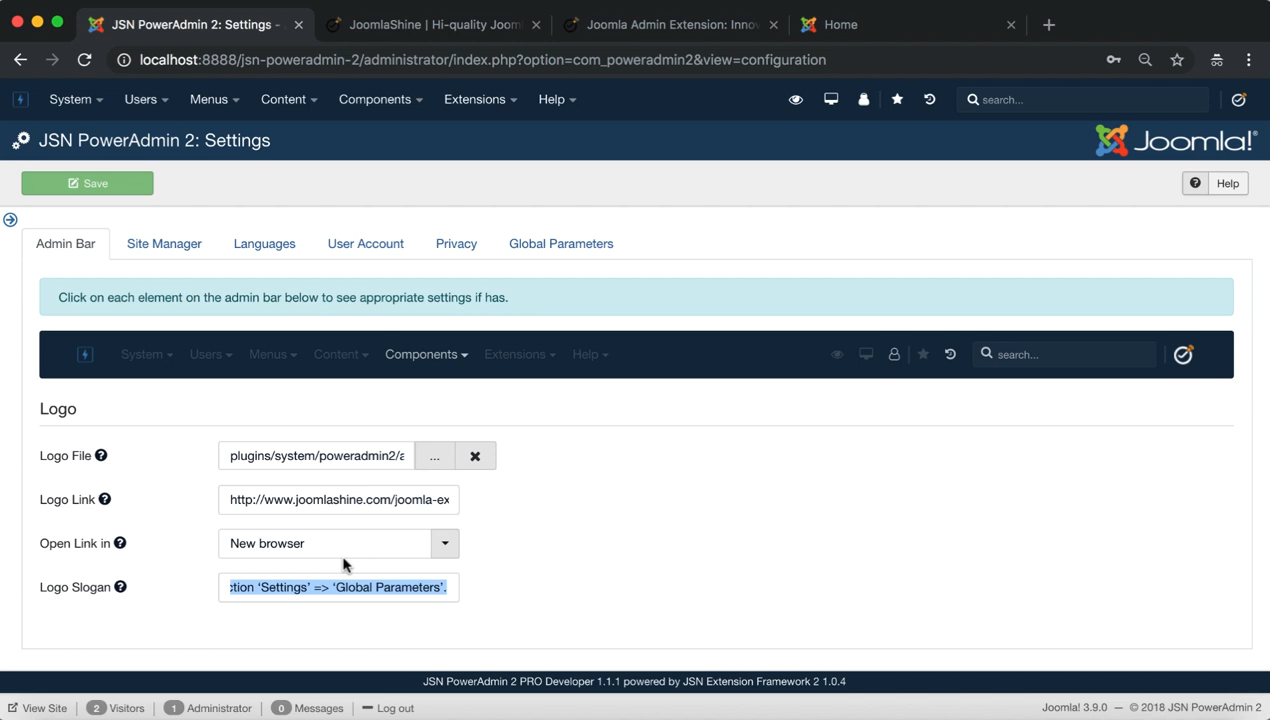 JSN PowerAdmin 2: Settings -
JoomlaShine | Hi-quality Joom
Joomla Admin Extension: Innov
Home
localhost:8888/jsn-poweradmin-2/administrator/index.php?option=com_poweradmin2&view=configuration
System Users Menus Content Components Extensions Help search...
JSN PowerAdmin 2: Settings
Joomla!®
Save
Help
Admin Bar Site Manager Languages User Account Privacy Global Parameters
Click on each element on the admin bar below to see appropriate settings if has.
System Users Menus Content Components Extensions Help search...
Logo
Logo File plugins/system/poweradmin2/a ...
Logo Link http://www.joomlashine.com/joomla-ex
Open Link in New browser
Logo Slogan ction ‘Settings’ => ‘Global Parameters’.
JSN PowerAdmin 2 PRO Developer 1.1.1 powered by JSN Extension Framework 2 1.0.4
View Site 2 Visitors 1 Administrator 0 Messages Log out Joomla! 3.9.0 — © 2018 JSN PowerAdmin 2